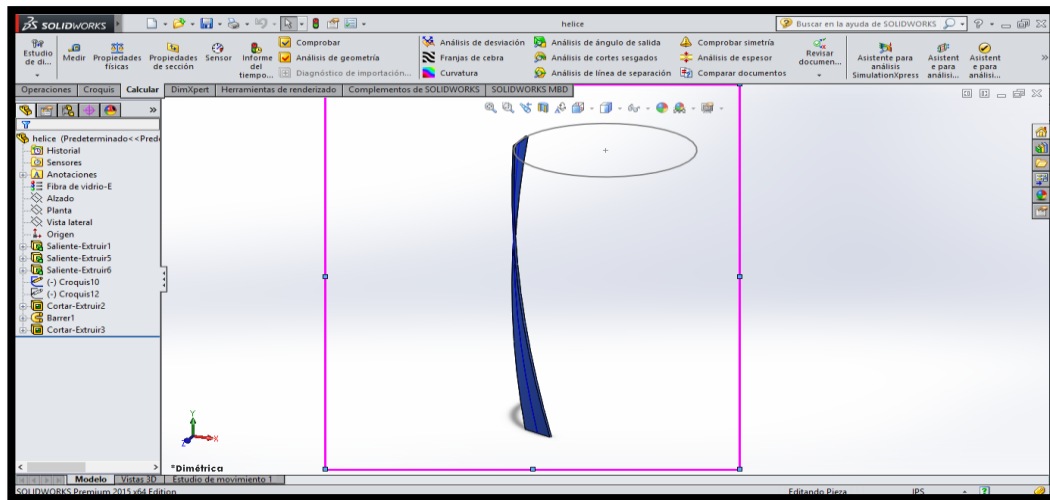 SOLIDWORKS
helice
Buscar en la ayuda de SOLIDWORKS
Estudio de di...
Medir
Propiedades físicas
Propiedades de sección
Sensor
Informe del tiempo...
Comprobar
Análisis de geometría
Diagnóstico de importación...
Análisis de desviación
Franjas de cebra
Curvatura
Análisis de ángulo de salida
Análisis de cortes sesgados
Análisis de línea de separación
Comprobar simetría
Análisis de espesor
Comparar documentos
Revisar documen...
Asistente para análisis SimulationXpress
Asistent e para análisi...
Asistent e para análisi...
Operaciones
Croquis
Calcular
DimXpert
Herramientas de renderizado
Complementos de SOLIDWORKS
SOLIDWORKS MBD
helice (Predeterminado<<Pred
Historial
Sensores
Anotaciones
Fibra de vidrio-E
Alzado
Planta
Vista lateral
Origen
Saliente-Extruir1
Saliente-Extruir5
Saliente-Extruir6
(-) Croquis10
(-) Croquis12
Cortar-Extruir2
Barrer1
Cortar-Extruir3
Y
X
Z
*Dimétrica
Modelo
Vistas 3D
Estudio de movimiento 1
SOLIDWORKS Premium 2015 x64 Edition
Editando Pieza
IPS